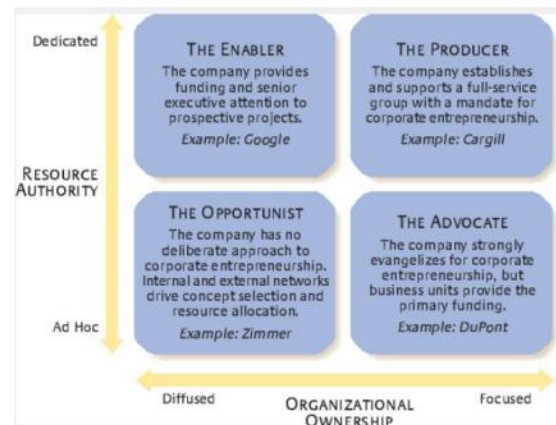 Dedicated
THE ENABLER
The company provides
funding and senior
executive attention to
prospective projects.
Example: Google
THE PRODUCER
The company establishes
and supports a full-service
group with a mandate for
corporate entrepreneurship.
Example: Cargill
RESOURCE
AUTHORITY
THE OPPORTUNIST
The company has no
deliberate approach to
corporate entrepreneurship.
Internal and external networks
drive concept selection and
resource allocation.
Example: Zimmer
THE ADVOCATE
The company strongly
evangelizes for corporate
entrepreneurship, but
business units provide the
primary funding.
Example: DuPont
Ad Hoc
Diffused
ORGANIZATIONAL
OWNERSHIP
Focused